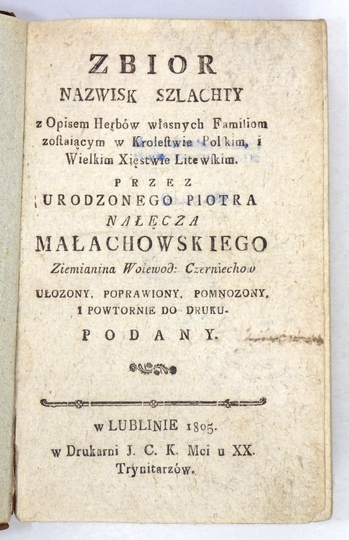 ZBIOR
NAZWISK SZLACHTY
z Opisem Herbów własnych Familiom
zostaiącym w Krolestwie Polskim, i
Wielkim Xięstwie Litewskim.
PRZEZ
URODZONEGO PIOTRA
NAŁĘCZA
MAŁACHOWSKIEGO
Ziemianina Woiewod: Czerniechow
UŁOZONY, POPRAWIONY, POMNOZONY,
I POWTORNIE DO DRUKU-
PODANY.
w LUBLINIE 1805.
w Drukarni J. C. K. Mci u XX.
Trynitarzów.